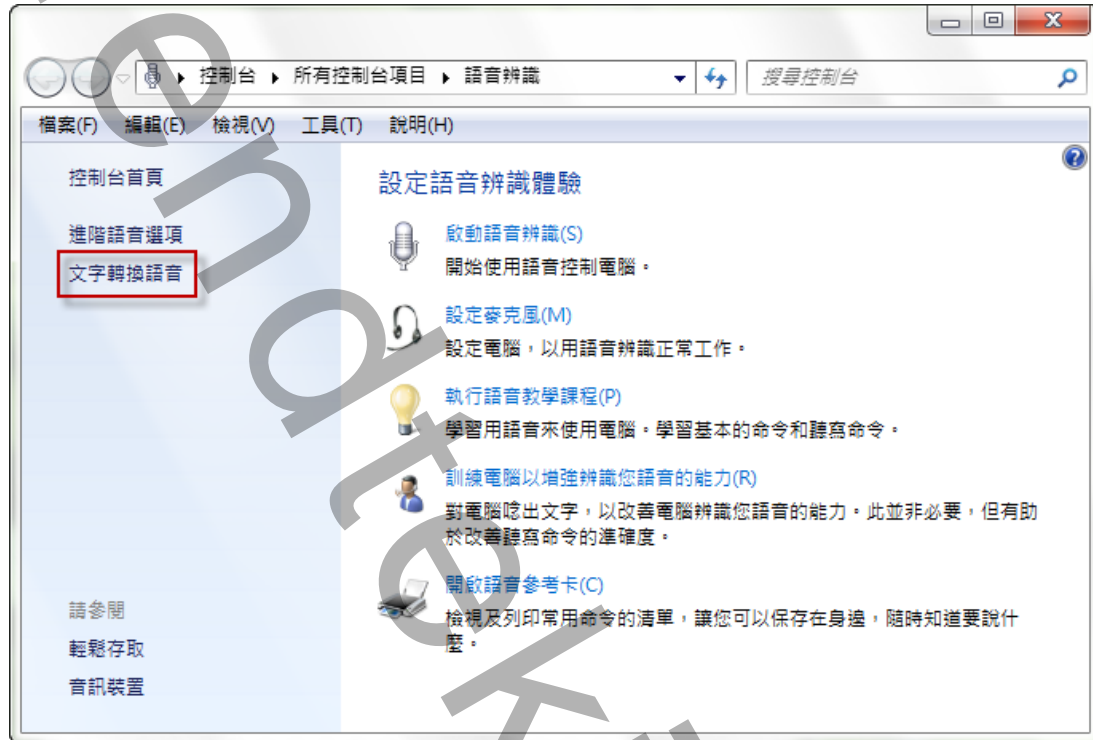 控制台 ▸ 所有控制台項目 ▸ 語音辨識
搜尋控制台
檔案(F) 編輯(E) 檢視(V) 工具(T) 說明(H)
控制台首頁
進階語音選項
文字轉換語音
請參閱
輕鬆存取
音訊裝置
設定語音辨識體驗
啟動語音辨識(S)
開始使用語音控制電腦。
設定麥克風(M)
設定電腦，以用語音辨識正常工作。
執行語音教學課程(P)
學習用語音來使用電腦。學習基本的命令和聽寫命令。
訓練電腦以增強辨識您語音的能力(R)
對電腦唸出文字，以改善電腦辨識您語音的能力。此並非必要，但有助
於改善聽寫命令的準確度。
開啟語音參考卡(C)
檢視及列印常用命令的清單，讓您可以保存在身邊，隨時知道要說什
麼。